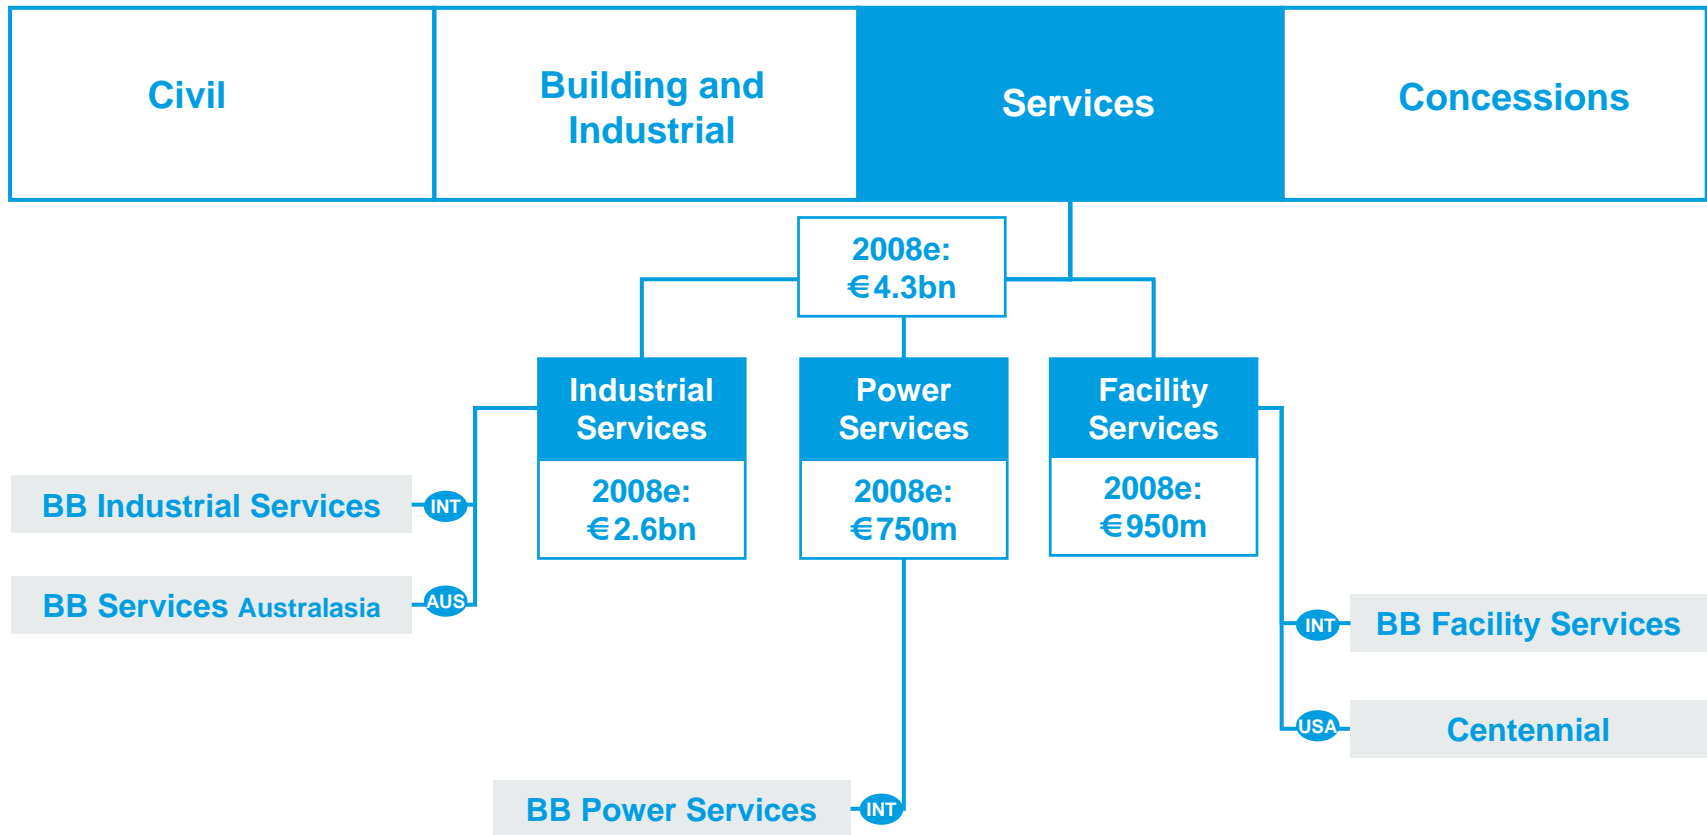 Civil
Building and
Industrial
Services
Concessions
2008e:
€4.3bn
Industrial
Services
2008e:
€2.6bn
Power
Services
2008e:
€750m
Facility
Services
2008e:
€950m
BB Industrial Services
INT
BB Services Australasia
AUS
INT
BB Facility Services
USA
Centennial
BB Power Services
INT